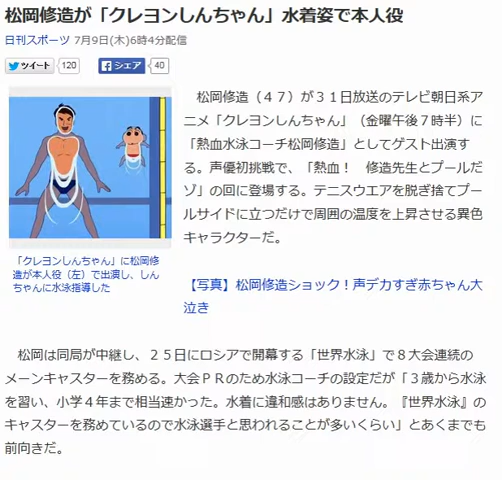 松岡修造が「クレヨンしんちゃん」水着姿で本人役
日刊スポーツ 7月9日(木)6時4分配信
ツイート 120 シェア 40
松岡修造（４７）が３１日放送のテレビ朝日系ア
ニメ「クレヨンしんちゃん」（金曜午後７時半）に
「熱血水泳コーチ松岡修造」としてゲスト出演す
る。声優初挑戦で、「熱血！　修造先生とプールだ
ゾ」の回に登場する。テニスウエアを脱ぎ捨てプー
ルサイドに立つだけで周囲の温度を上昇させる異色
キャラクターだ。
「クレヨンしんちゃん」に松岡修
造が本人役（左）で出演し、しん
ちゃんに水泳指導した
【写真】松岡修造ショック！声デカすぎ赤ちゃん大
泣き
松岡は同局が中継し、２５日にロシアで開幕する「世界水泳」で８大会連続の
メーンキャスターを務める。大会ＰＲのため水泳コーチの設定だが「３歳から水泳
を習い、小学４年まで相当速かった。水着に違和感はありません。『世界水泳』の
キャスターを務めているので水泳選手と思われることが多いくらい」とあくまでも
前向きだ。